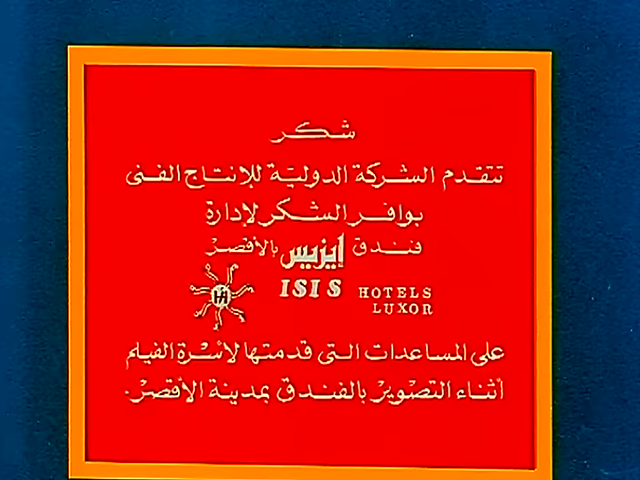 شكر
تتقدم الشركة الدولية للإنتاج الفنى
بوافر الشكر لإدارة
فندق إيزيس بالأقصر
ISIS HOTELS
LUXOR
على المساعدات التى قدمتها لأسرة الفيلم
أثناء التصوير بالفندق بمدينة الأقصر.